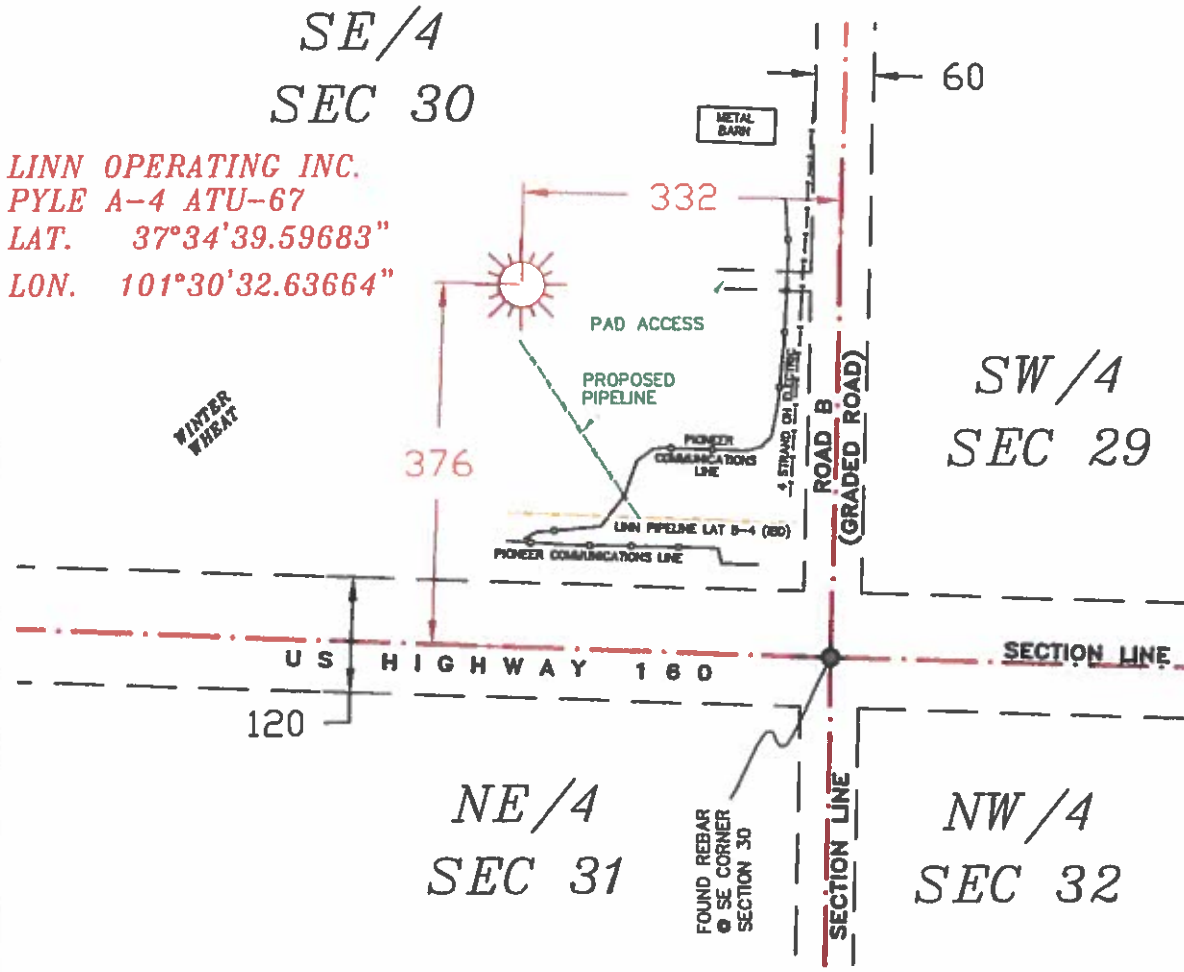 SE/4
SEC 30
60
METAL
BARN
LINN OPERATING INC.
PYLE A-4 ATU-67
LAT. 37°34'39.59683"
LON. 101°30'32.63664"
332
PAD ACCESS
PROPOSED
PIPELINE
WINTER
WHEAT
376
PIONEER
COMMUNICATIONS
LINE
4 STRAND OH ELECTRIC
ROAD B
(GRADED ROAD)
SW/4
SEC 29
LINN PIPELINE LAT B-4
PIONEER COMMUNICATIONS LINE
US HIGHWAY 160
SECTION LINE
120
NE/4
SEC 31
FOUND REBAR
@ SE CORNER
SECTION 30
SECTION LINE
NW/4
SEC 32